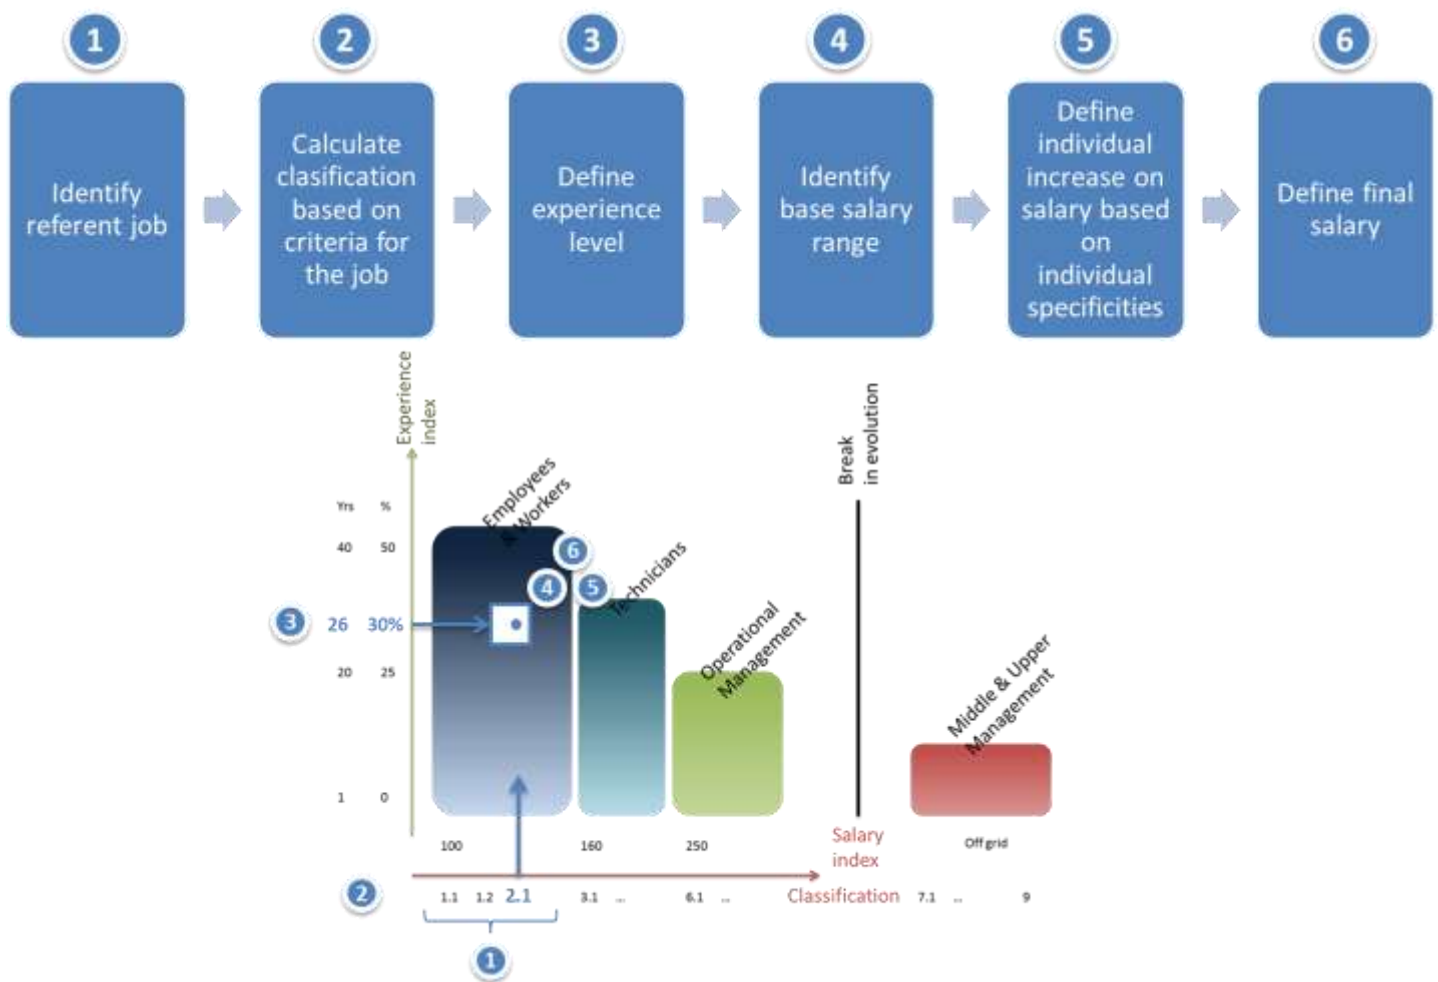 1
2
3
4
5
6
Identify
referent job
Calculate
clasification
based on
criteria for
the job
Define
experience
level
Identify
base salary
range
Define
individual
increase on
salary based
on
individual
specificities
Define final
salary
Experience
index
Break
in evolution
Yrs %
40 50
3 26 30%
20 25
1 0
Employees
& Workers
6
4
5
Technicians
Operational
Management
Middle & Upper
Management
100 160 250
Salary
index
Off grid
2 1.1 1.2 2.1 3.1 ... 6.1 ... Classification 7.1 ... 9
1